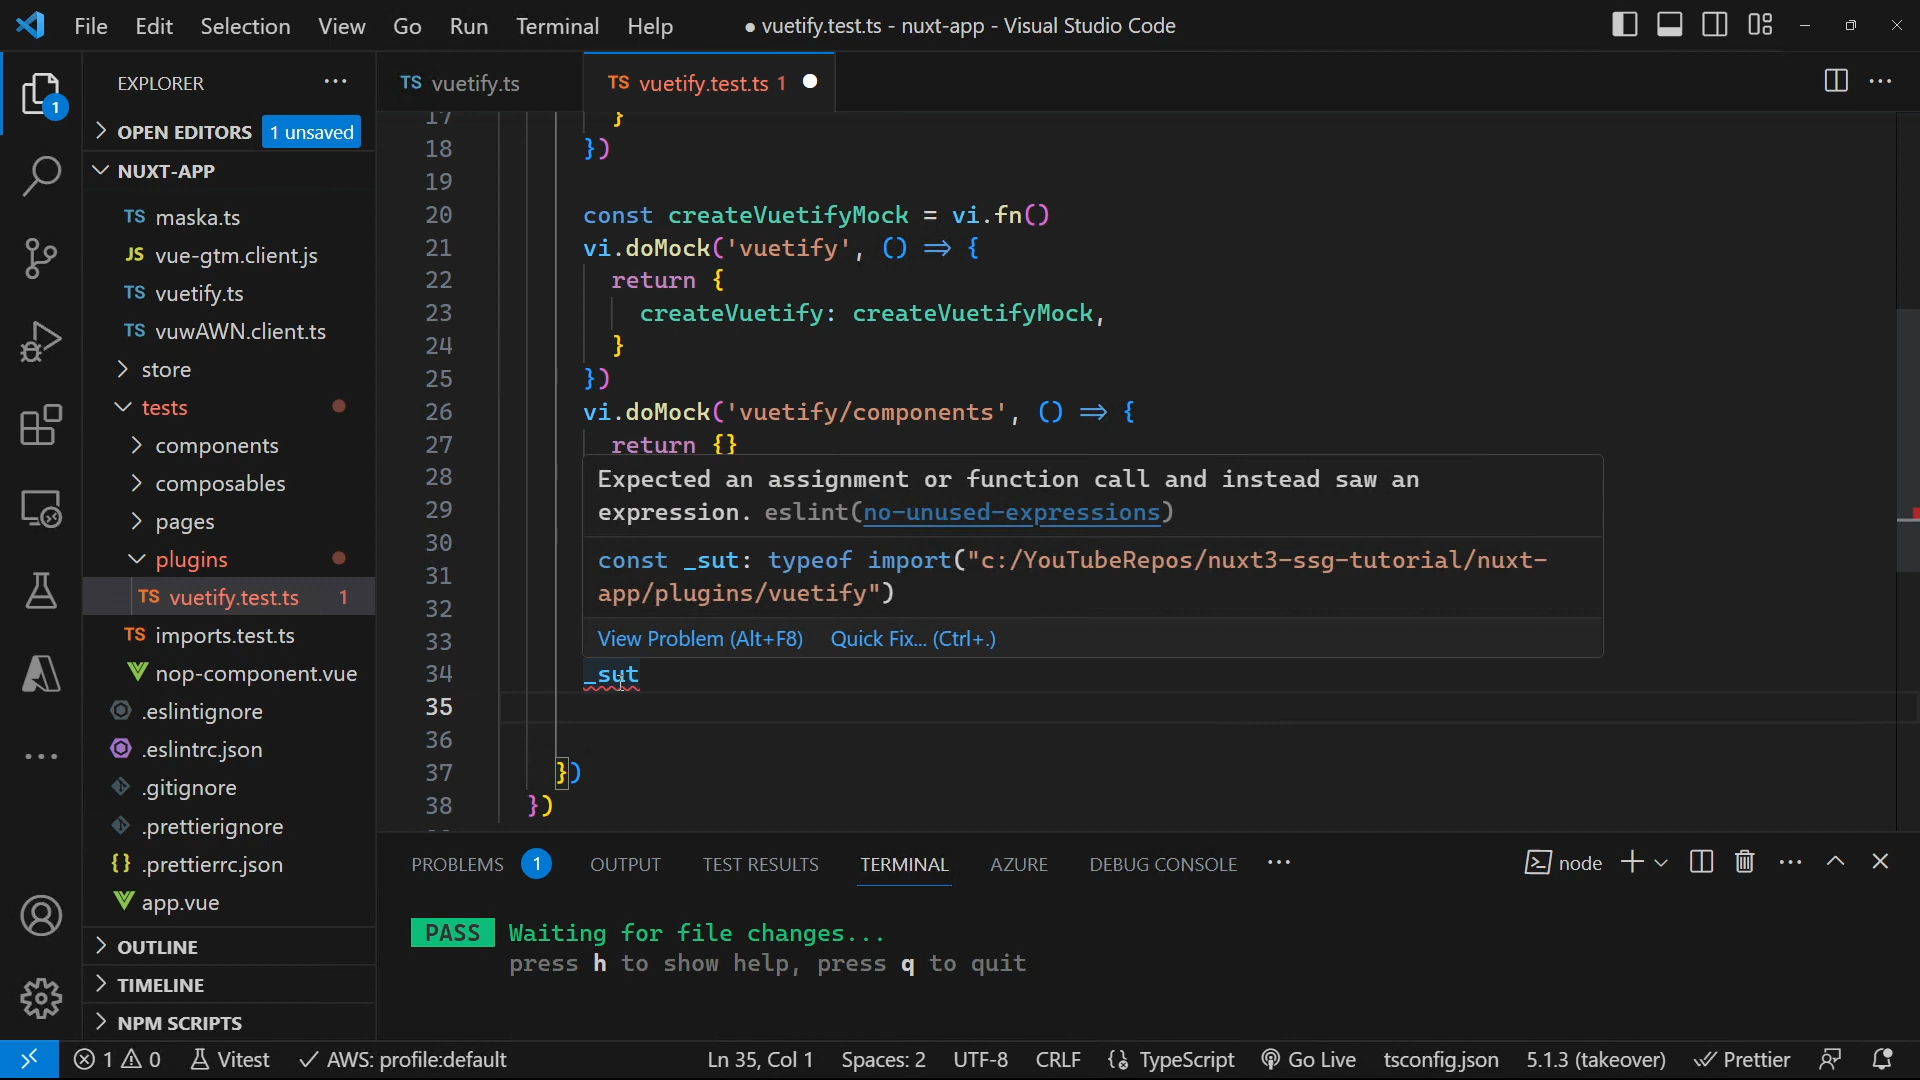 File Edit Selection View Go Run Terminal Help
● vuetify.test.ts - nuxt-app - Visual Studio Code
EXPLORER
OPEN EDITORS 1 unsaved
NUXT-APP
TS maska.ts
JS vue-gtm.client.js
TS vuetify.ts
TS vuwAWN.client.ts
store
tests
components
composables
pages
plugins
TS vuetify.test.ts 1
TS imports.test.ts
nop-component.vue
.eslintignore
.eslintrc.json
.gitignore
.prettierignore
{} .prettierrc.json
app.vue
OUTLINE
TIMELINE
NPM SCRIPTS
1
TS vuetify.ts
TS vuetify.test.ts 1
17 }
18 })
19
20 const createVuetifyMock = vi.fn()
21 vi.doMock('vuetify', () => {
22 return {
23 createVuetify: createVuetifyMock,
24 }
25 })
26 vi.doMock('vuetify/components', () => {
27 return {}
28
29
30
31
32
33
Expected an assignment or function call and instead saw an
expression. eslint(no-unused-expressions)
const _sut: typeof import("c:/YouTubeRepos/nuxt3-ssg-tutorial/nuxt-
app/plugins/vuetify")
View Problem (Alt+F8) Quick Fix... (Ctrl+.)
34 _sut
35
36
37 })
38 })
PROBLEMS 1 OUTPUT TEST RESULTS TERMINAL AZURE DEBUG CONSOLE ···
node
PASS Waiting for file changes...
press h to show help, press q to quit
1 0 Vitest AWS: profile:default Ln 35, Col 1 Spaces: 2 UTF-8 CRLF {} TypeScript Go Live tsconfig.json 5.1.3 (takeover) Prettier